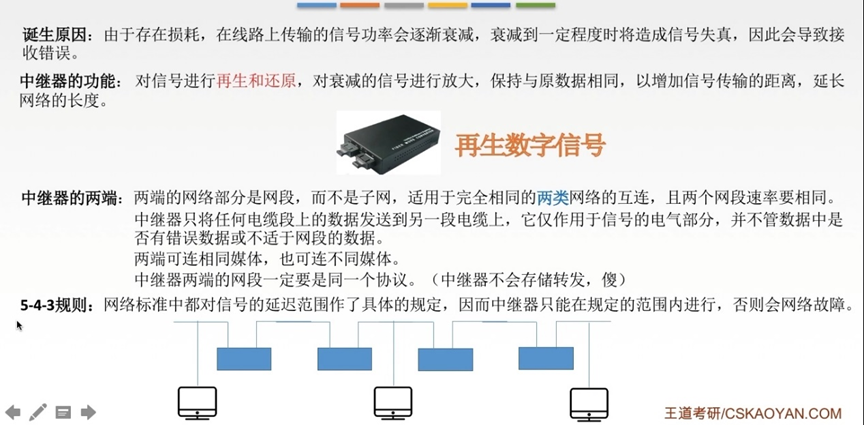 诞生原因：由于存在损耗，在线路上传输的信号功率会逐渐衰减，衰减到一定程度时将造成信号失真，因此会导致接
收错误。
中继器的功能： 对信号进行再生和还原，对衰减的信号进行放大，保持与原数据相同，以增加信号传输的距离，延长
网络的长度。
再生数字信号
中继器的两端：两端的网络部分是网段，而不是子网，适用于完全相同的两类网络的互连，且两个网段速率要相同。
中继器只将任何电缆段上的数据发送到另一段电缆上，它仅作用于信号的电气部分，并不管数据中是
否有错误数据或不适于网段的数据。
两端可连相同媒体，也可连不同媒体。
中继器两端的网段一定要是同一个协议。（中继器不会存储转发，傻）
5-4-3规则：网络标准中都对信号的延迟范围作了具体的规定，因而中继器只能在规定的范围内进行，否则会网络故障。
王道考研/CSKAOYAN.COM